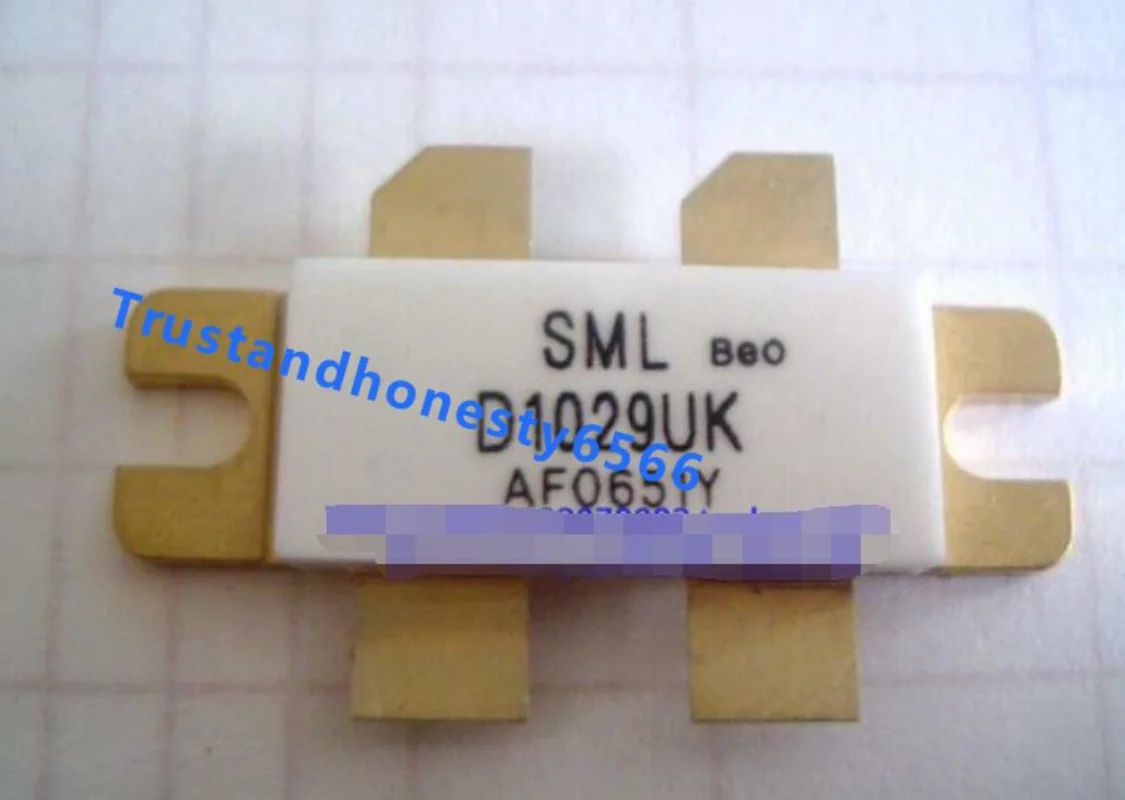 SML BeO
D1029UK
AF0651Y
Trustandhonesty6566